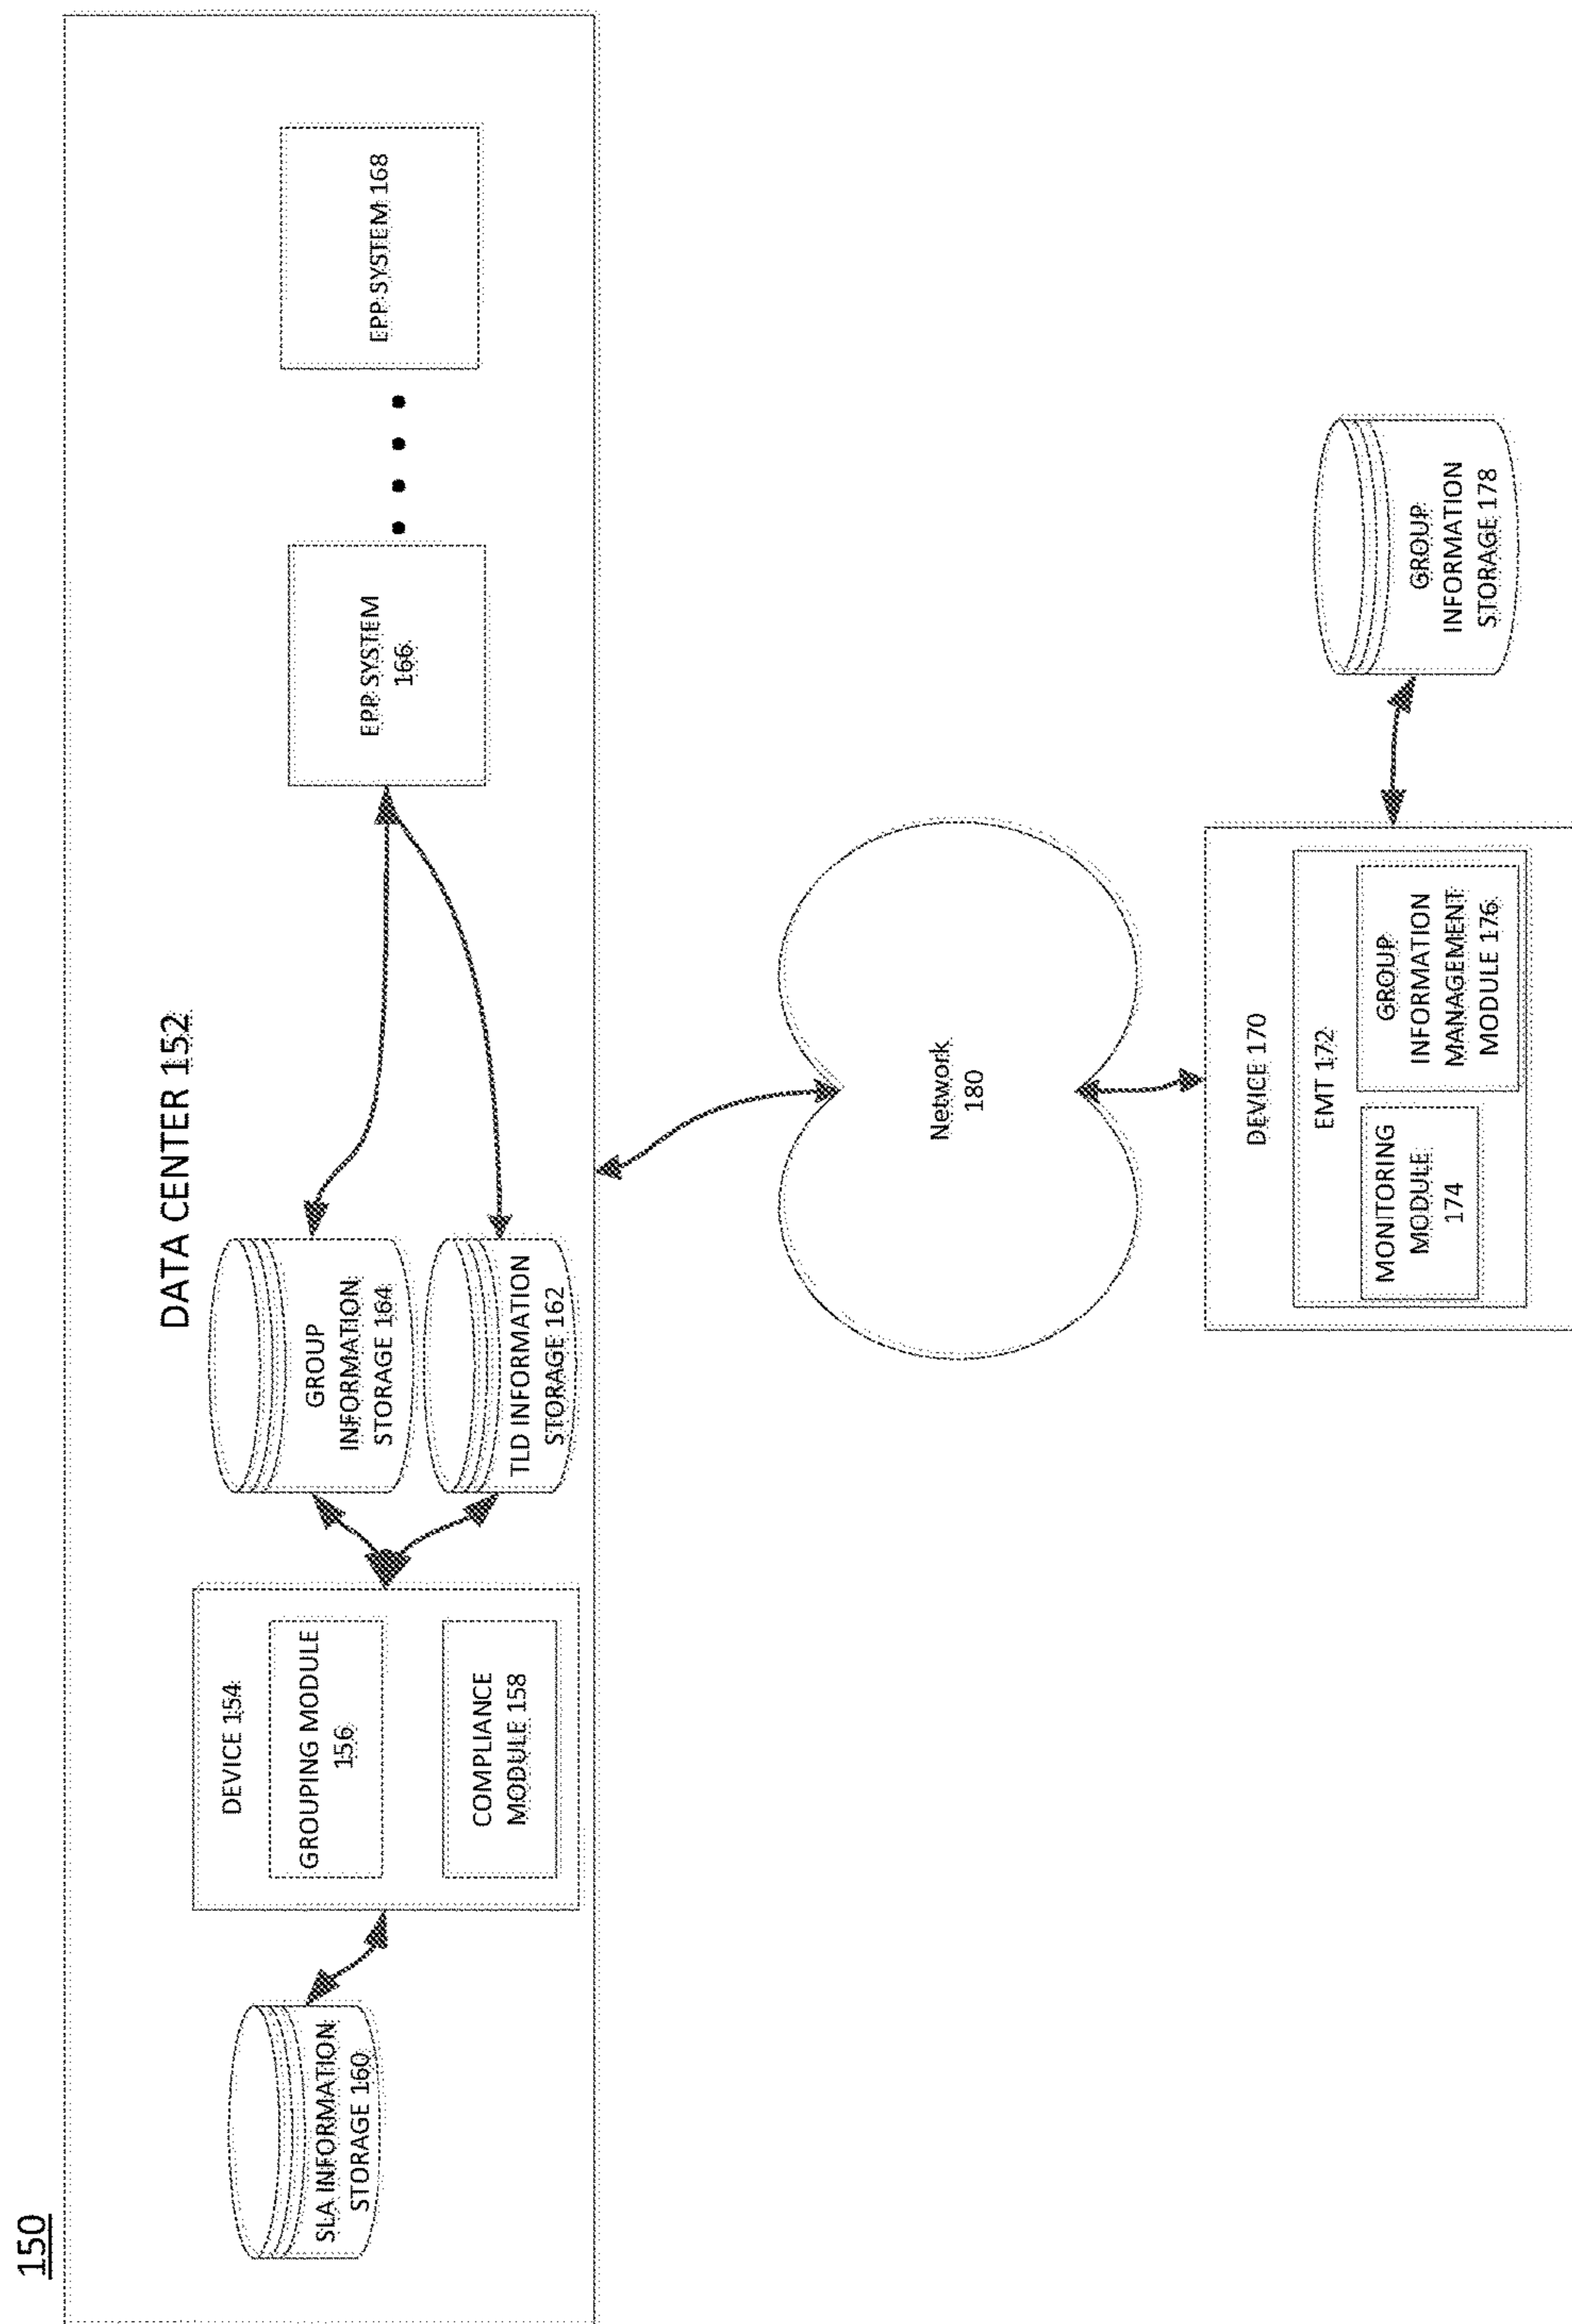 150
DATA CENTER 152
SLA INFORMATION
STORAGE 160
DEVICE 154
GROUPING MODULE
156
COMPLIANCE
MODULE 158
GROUP
INFORMATION
STORAGE 164
TLD INFORMATION
STORAGE 162
EPP SYSTEM
166
EPP SYSTEM 168
Network
180
DEVICE 170
EMT 172
MONITORING
MODULE
174
GROUP
INFORMATION
MANAGEMENT
MODULE 176
GROUP
INFORMATION
STORAGE 178